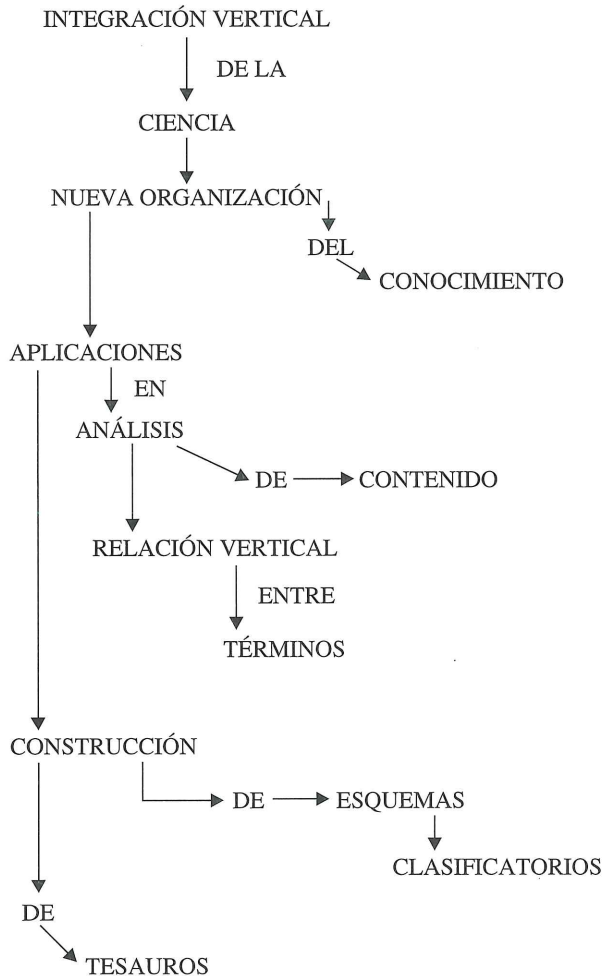 INTEGRACIÓN VERTICAL
DE LA
CIENCIA
NUEVA ORGANIZACIÓN
DEL
CONOCIMIENTO
APLICACIONES
EN
ANÁLISIS
DE CONTENIDO
RELACIÓN VERTICAL
ENTRE
TÉRMINOS
CONSTRUCCIÓN
DE ESQUEMAS
CLASIFICATORIOS
DE
TESAUROS